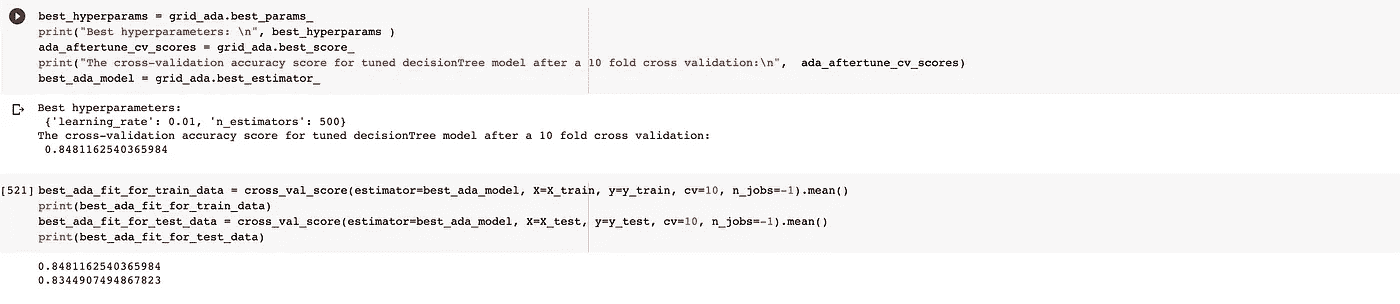 best_hyperparams = grid_ada.best_params_
print("Best hyperparameters: \n", best_hyperparams )
ada_aftertune_cv_scores = grid_ada.best_score_
print("The cross-validation accuracy score for tuned decisionTree model after a 10 fold cross validation:\n",  ada_aftertune_cv_scores)
best_ada_model = grid_ada.best_estimator_
Best hyperparameters:
 {'learning_rate': 0.01, 'n_estimators': 500}
The cross-validation accuracy score for tuned decisionTree model after a 10 fold cross validation:
 0.8481162540365984
[521] best_ada_fit_for_train_data = cross_val_score(estimator=best_ada_model, X=X_train, y=y_train, cv=10, n_jobs=-1).mean()
print(best_ada_fit_for_train_data)
best_ada_fit_for_test_data = cross_val_score(estimator=best_ada_model, X=X_test, y=y_test, cv=10, n_jobs=-1).mean()
print(best_ada_fit_for_test_data)
0.8481162540365984
0.8344907494867823